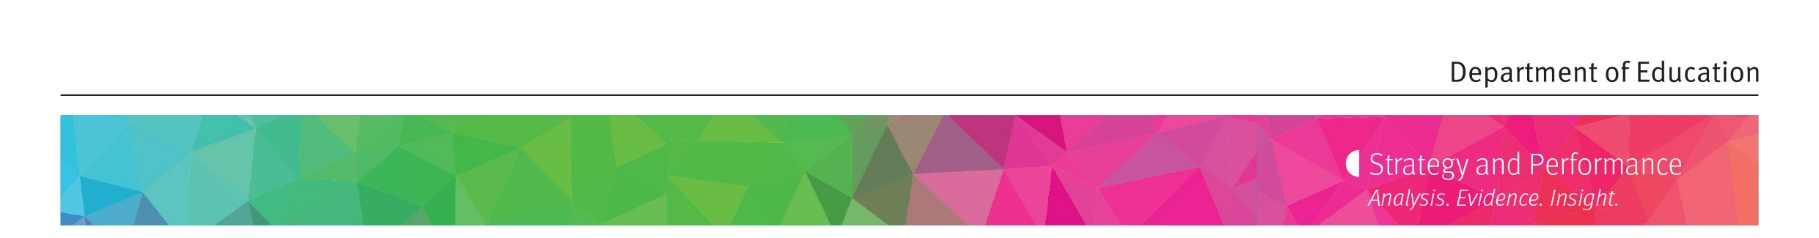 Department of Education
Strategy and Performance
Analysis. Evidence. Insight.